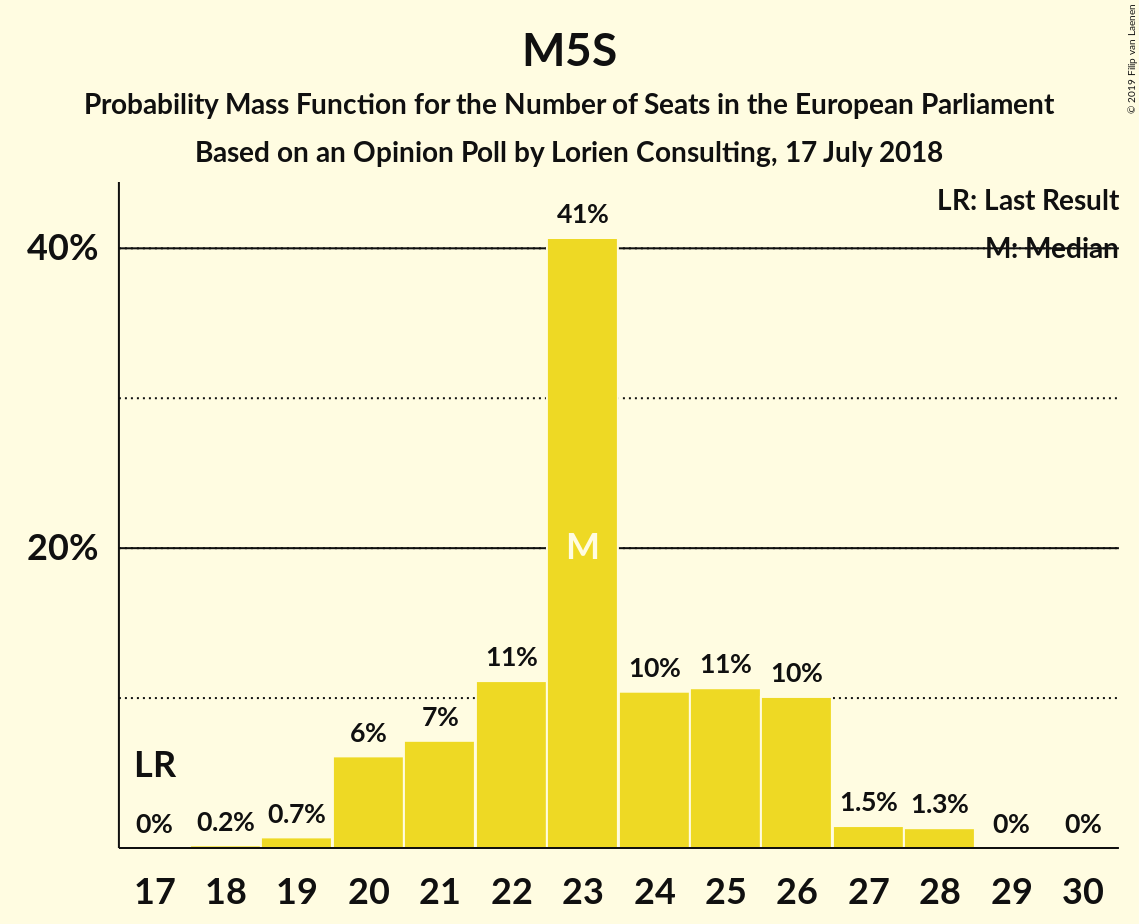 M5S
Probability Mass Function for the Number of Seats in the European Parliament
Based on an Opinion Poll by Lorien Consulting, 17 July 2018
© 2019 Filip van Laenen
LR: Last Result
M: Median
40%
20%
41%
M
11%
10%
11%
10%
7%
6%
LR
0%
0.2%
0.7%
1.5%
1.3%
0%
0%
17 18 19 20 21 22 23 24 25 26 27 28 29 30